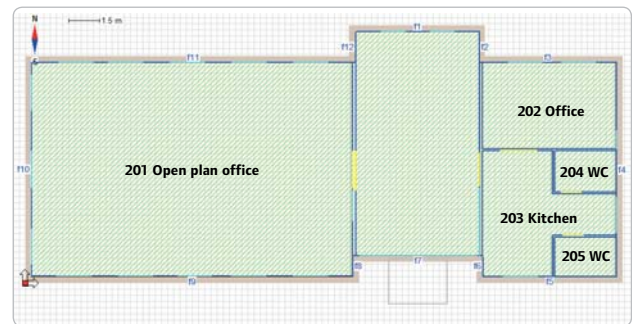 N
1.5 m
f1
f12
f2
f11
f3
202 Office
f10
201 Open plan office
204 WC
f4
203 Kitchen
205 WC
f7
f8
f6
f9
f5